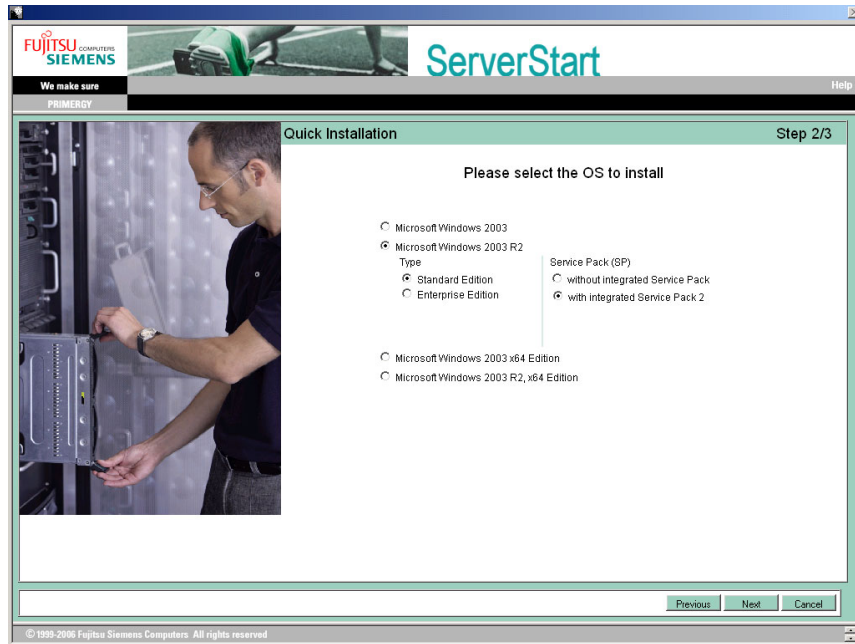 FUJITSU COMPUTERS
SIEMENS
ServerStart
We make sure
Help
PRIMERGY
Quick Installation
Step 2/3
Please select the OS to install
Microsoft Windows 2003
Microsoft Windows 2003 R2
Type
Service Pack (SP)
Standard Edition
without integrated Service Pack
Enterprise Edition
with integrated Service Pack 2
Microsoft Windows 2003 x64 Edition
Microsoft Windows 2003 R2, x64 Edition
Previous
Next
Cancel
© 1999-2006 Fujitsu Siemens Computers All rights reserved